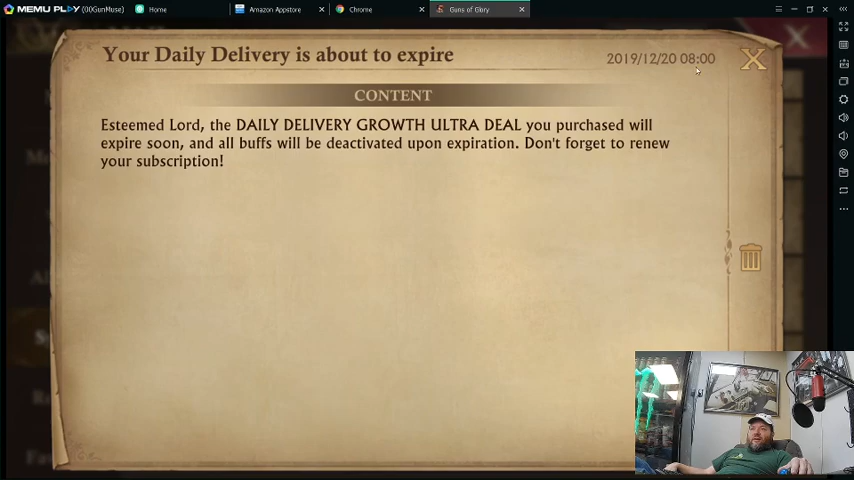 MEMU PLAY (00GunMuse)
Home
Amazon Appstore
Chrome
Guns of Glory
Your Daily Delivery is about to expire
2019/12/20 08:00
CONTENT
Esteemed Lord, the DAILY DELIVERY GROWTH ULTRA DEAL you purchased will
expire soon, and all buffs will be deactivated upon expiration. Don't forget to renew
your subscription!